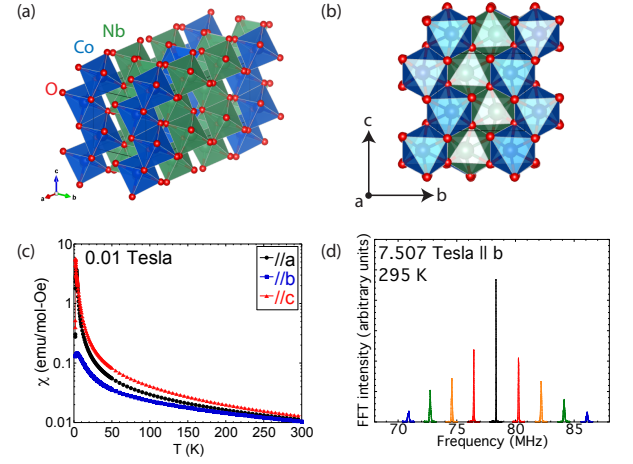 (a)
Nb
Co
O
c
a
b
(b)
c
a
b
(c)
0.01 Tesla
//a
//b
//c
χ (emu/mol-Oe)
10
1
0.1
0.01
0 50 100 150 200 250 300
T (K)
(d)
7.507 Tesla || b
295 K
FFT intensity (arbitrary units)
70 75 80 85
Frequency (MHz)